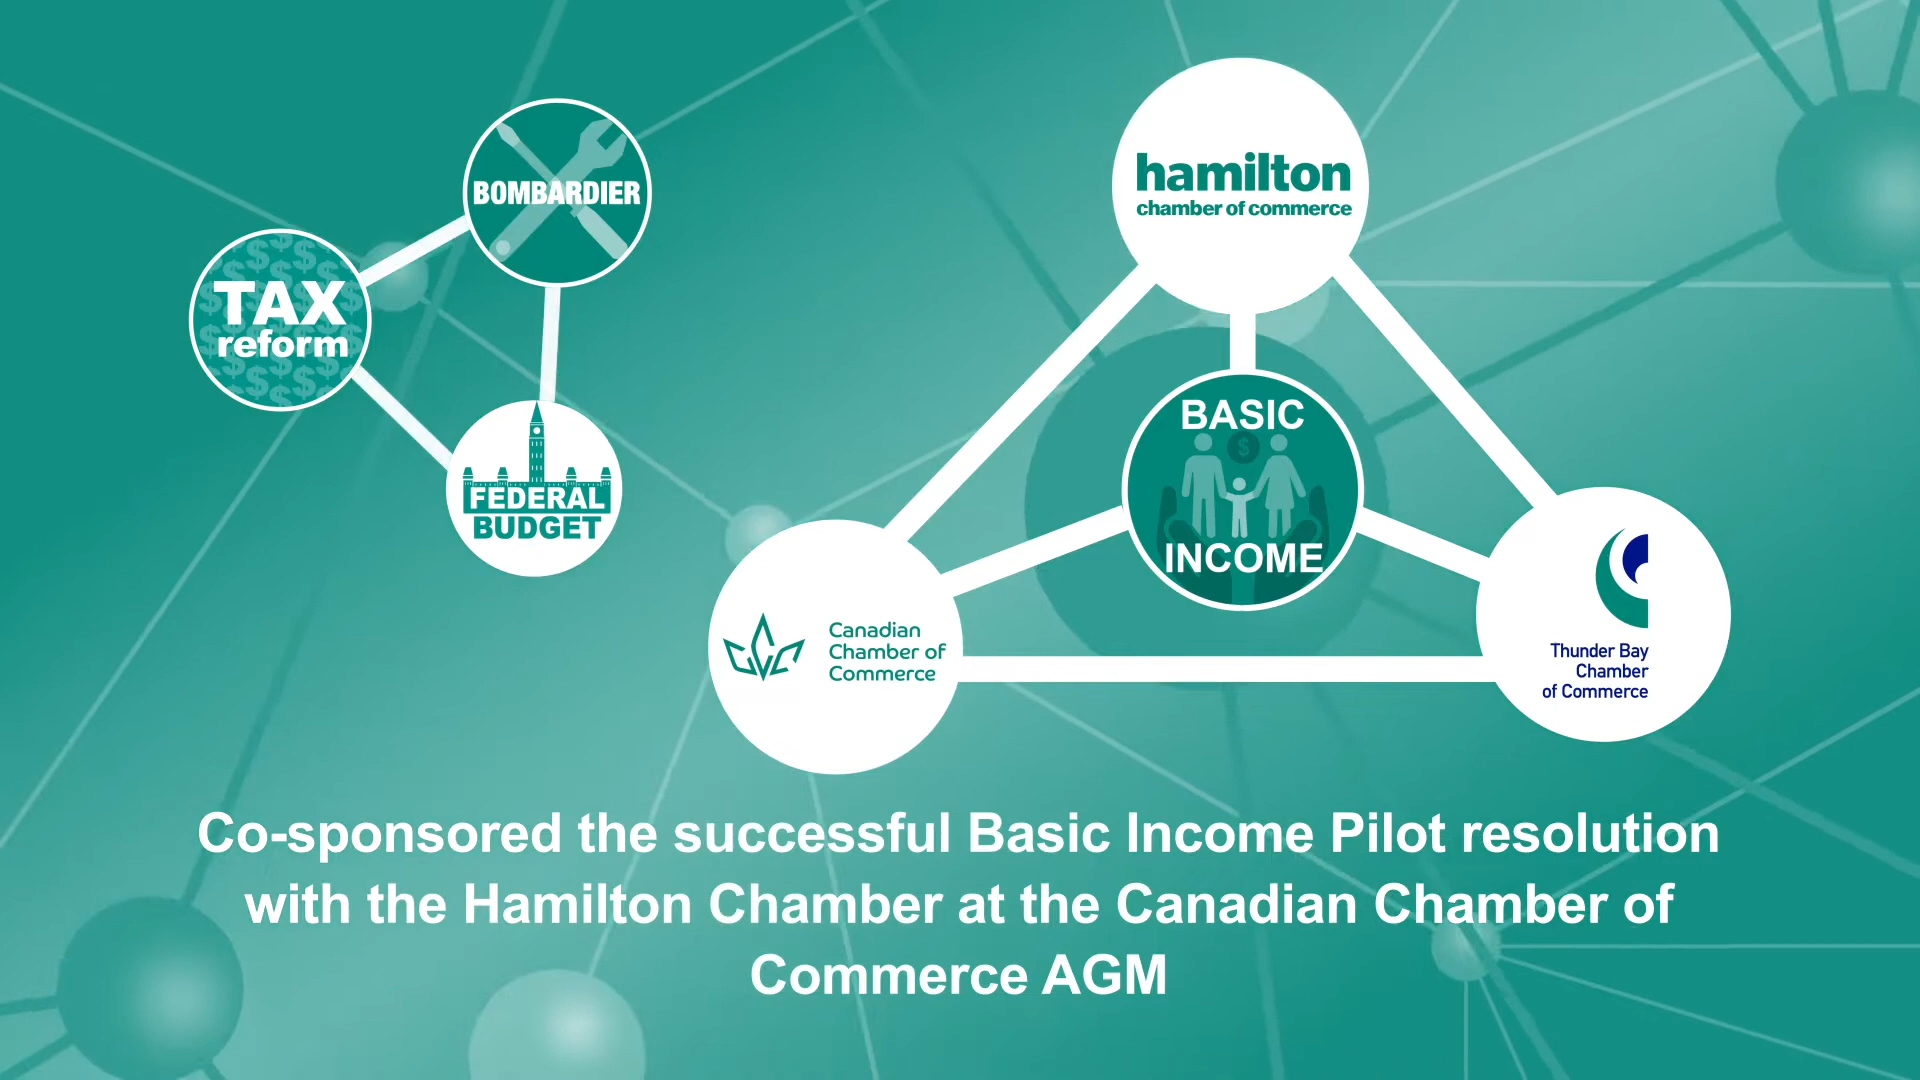 BOMBARDIER
TAX
reform
FEDERAL
BUDGET
hamilton
chamber of commerce
BASIC
$
INCOME
Canadian
Chamber of
Commerce
Thunder Bay
Chamber
of Commerce
Co-sponsored the successful Basic Income Pilot resolution
with the Hamilton Chamber at the Canadian Chamber of
Commerce AGM